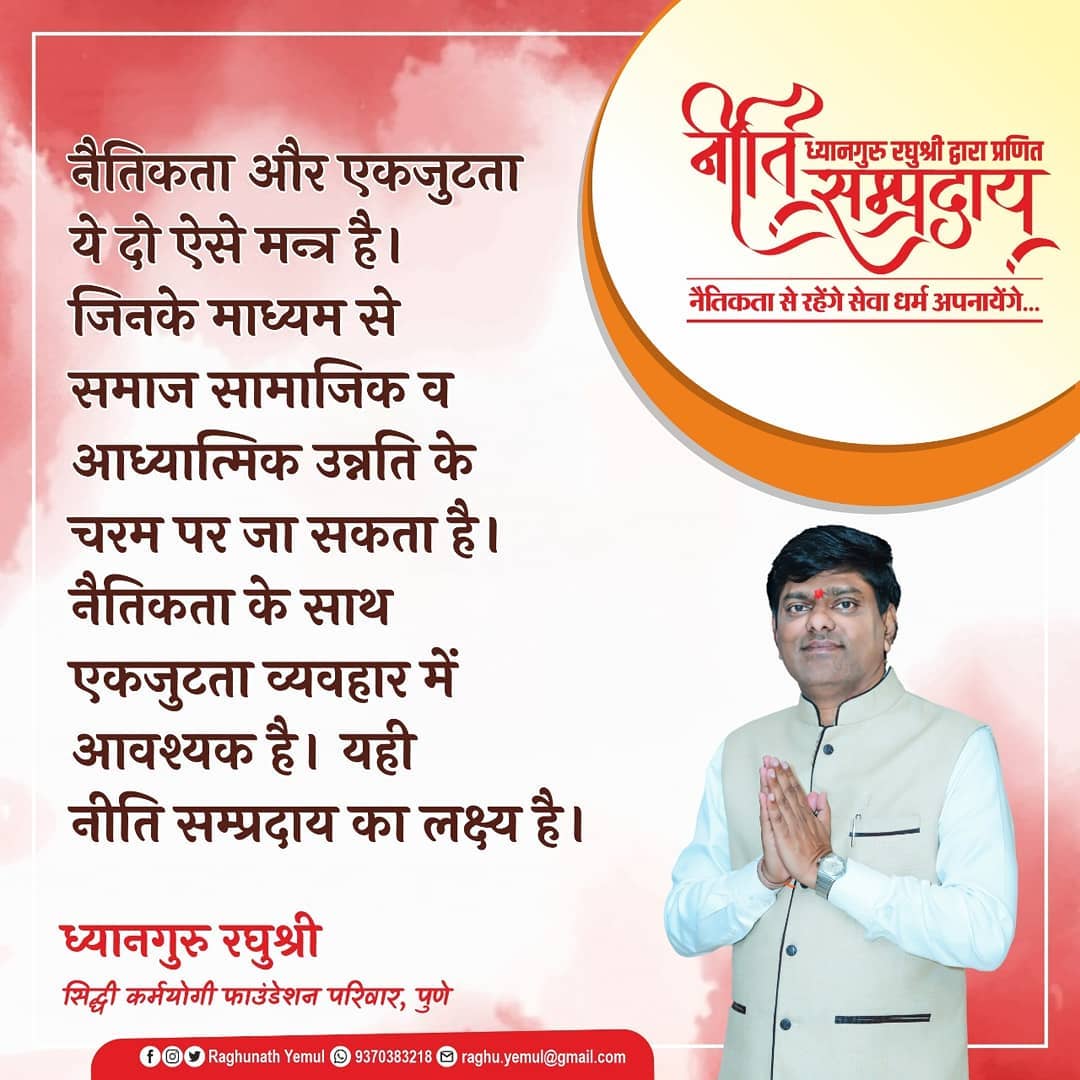 नैतिकता और एकजुटता
ये दो ऐसे मन्त्र है।
जिनके माध्यम से
समाज सामाजिक व
आध्यात्मिक उन्नति के
चरम पर जा सकता है।
नैतिकता के साथ
एकजुटता व्यवहार में
आवश्यक है। यही
नीति सम्प्रदाय का लक्ष्य है।
ध्यानगुरु रघुश्री
सिद्धी कर्मयोगी फाउंडेशन परिवार, पुणे
नीति ध्यानगुरु रघुश्री द्वारा प्रणित
सम्प्रदाय
नैतिकता से रहेंगे सेवा धर्म अपनायेंगे...
Raghunath Yemul 9370383218 raghu.yemul@gmail.com